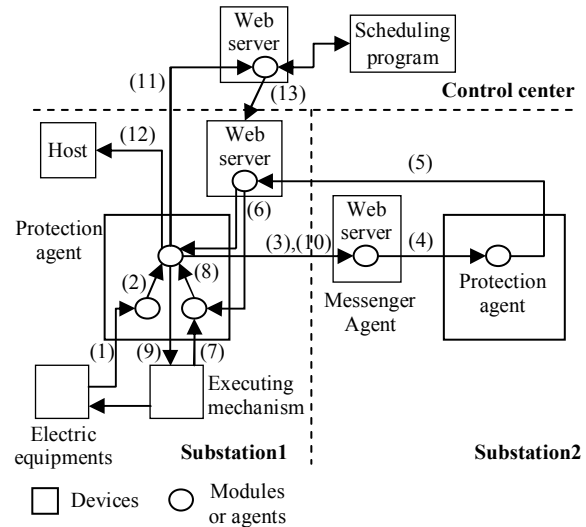 Web
server
Scheduling
program
(11)
(13)
Control center
(12)
Host
Web
server
(5)
Protection
agent
(6)
Web
server
(2)
(8)
(3),(10)
(4)
Protection
agent
Messenger
Agent
(1)
(9)
(7)
Executing
mechanism
Electric
equipments
Substation1
Substation2
Devices
Modules
or agents